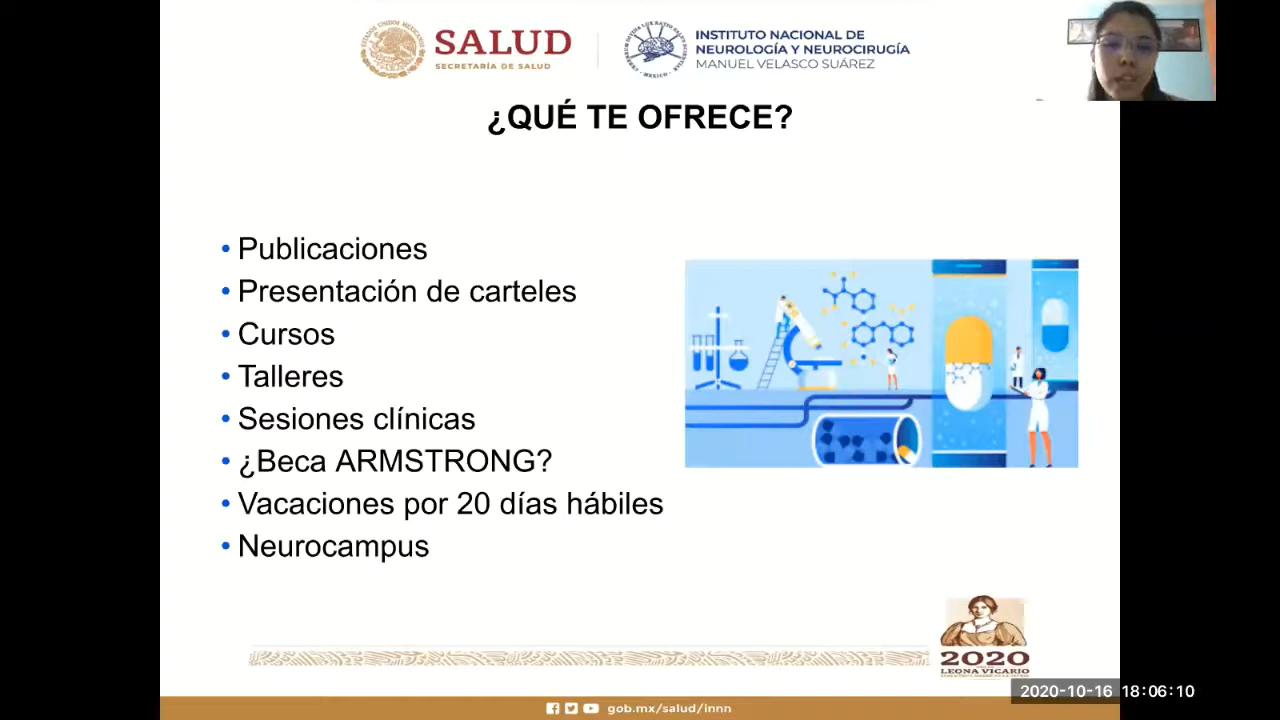 SALUD
SECRETARÍA DE SALUD
INSTITUTO NACIONAL DE
NEUROLOGÍA Y NEUROCIRUGÍA
MANUEL VELASCO SUÁREZ
¿QUÉ TE OFRECE?
• Publicaciones
• Presentación de carteles
• Cursos
• Talleres
• Sesiones clínicas
• ¿Beca ARMSTRONG?
• Vacaciones por 20 días hábiles
• Neurocampus
2020
LEONA VICARIO
2020-10-16 18:06:10
gob.mx/salud/innn